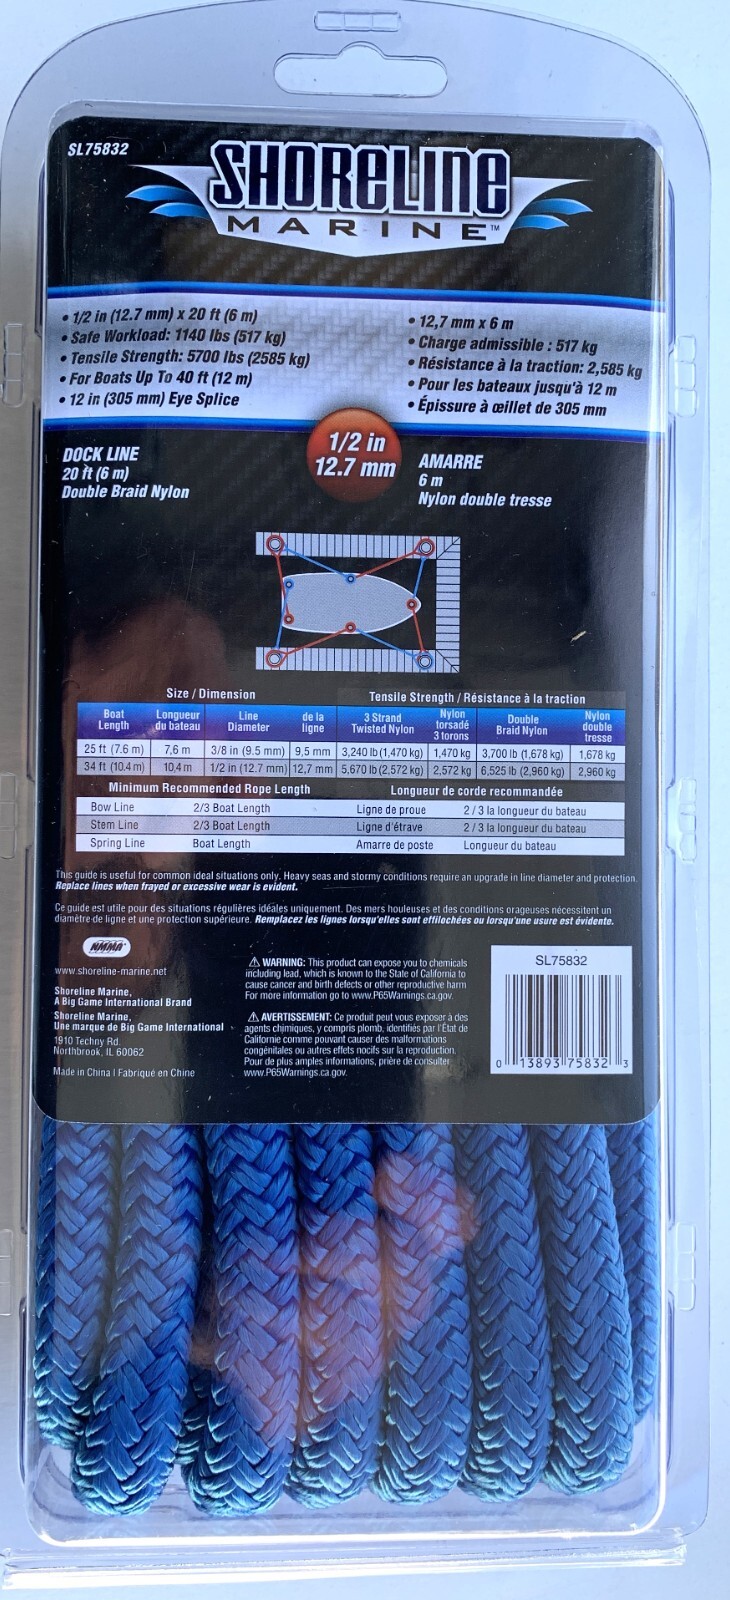 SL75832
SHORELINE
MARINE™
• 1/2 in (12.7 mm) x 20 ft (6 m)
• Safe Workload: 1140 lbs (517 kg)
• Tensile Strength: 5700 lbs (2585 kg)
• For Boats Up To 40 ft (12 m)
• 12 in (305 mm) Eye Splice
• 12,7 mm x 6 m
• Charge admissible : 517 kg
• Résistance à la traction: 2,585 kg
• Pour les bateaux jusqu'à 12 m
• Épissure à œillet de 305 mm
1/2 in
12.7 mm
DOCK LINE
20 ft (6 m)
Double Braid Nylon
AMARRE
6 m
Nylon double tresse
Size / Dimension
Tensile Strength / Résistance à la traction
Boat Length Longueur du bateau Line Diameter de la ligne 3 Strand Twisted Nylon Nylon torsadé 3 torons Double Braid Nylon Nylon double tresse
25 ft (7.6 m) 7,6 m 3/8 in (9.5 mm) 9,5 mm 3,240 lb (1,470 kg) 1,470 kg 3,700 lb (1,678 kg) 1,678 kg
34 ft (10.4 m) 10,4 m 1/2 in (12.7 mm) 12,7 mm 5,670 lb (2,572 kg) 2,572 kg 6,525 lb (2,960 kg) 2,960 kg
Minimum Recommended Rope Length Longueur de corde recommandée
Bow Line 2/3 Boat Length Ligne de proue 2 / 3 la longueur du bateau
Stem Line 2/3 Boat Length Ligne d'étrave 2 / 3 la longueur du bateau
Spring Line Boat Length Amarre de poste Longueur du bateau
This guide is useful for common ideal situations only. Heavy seas and stormy conditions require an upgrade in line diameter and protection.
Replace lines when frayed or excessive wear is evident.
Ce guide est utile pour des situations régulières idéales uniquement. Des mers houleuses et des conditions orageuses nécessitent un
diamètre de ligne et une protection supérieure. Remplacez les lignes lorsqu'elles sont effilochées ou lorsqu'une usure est évidente.
NMMA
www.shoreline-marine.net
Shoreline Marine,
A Big Game International Brand
Shoreline Marine,
Une marque de Big Game International
1910 Techny Rd.
Northbrook, IL 60062
Made in China | Fabriqué en Chine
⚠ WARNING: This product can expose you to chemicals
including lead, which is known to the State of California to
cause cancer and birth defects or other reproductive harm
For more information go to www.P65Warnings.ca.gov
⚠ AVERTISSEMENT: Ce produit peut vous exposer à des
agents chimiques, y compris plomb, identifiés par l'État de
Californie comme pouvant causer des malformations
congénitales ou autres effets nocifs sur la reproduction.
Pour de plus amples informations, prière de consulter
www.P65Warnings.ca.gov.
SL75832
0 13893 75832 3